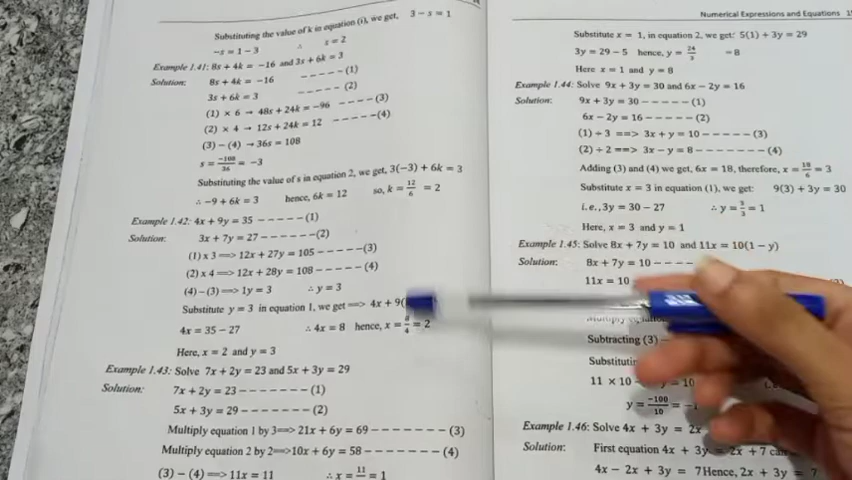 Substituting the value of k in equation (i), we get, 3 − s = 1
−s = 1 − 3 ∴ s = 2
Example 1.41: 8s + 4k = −16 and 3s + 6k = 3
Solution: 8s + 4k = −16 −−−−−(1)
3s + 6k = 3 −−−−−(2)
(1) × 6 → 48s + 24k = −96 −−−−(3)
(2) × 4 → 12s + 24k = 12 −−−−−(4)
(3) − (4) → 36s = 108
s = −108/36 = −3
Substituting the value of s in equation 2, we get, 3(−3) + 6k = 3
∴ −9 + 6k = 3 hence, 6k = 12 so, k = 12/6 = 2
Example 1.42: 4x + 9y = 35 −−−−−(1)
Solution: 3x + 7y = 27 −−−−−(2)
(1) x 3 ==> 12x + 27y = 105 −−−−−(3)
(2) x 4 ==> 12x + 28y = 108 −−−−−(4)
(4) − (3) ==> 1y = 3 ∴ y = 3
Substitute y = 3 in equation 1, we get ==> 4x + 9(
4x = 35 − 27 ∴ 4x = 8 hence, x = 8/4 = 2
Here, x = 2 and y = 3
Example 1.43: Solve 7x + 2y = 23 and 5x + 3y = 29
Solution: 7x + 2y = 23 −−−−−−−(1)
5x + 3y = 29 −−−−−−−(2)
Multiply equation 1 by 3==> 21x + 6y = 69 −−−−−−−(3)
Multiply equation 2 by 2==>10x + 6y = 58 −−−−−−−(4)
(3) − (4) ==> 11x = 11 ∴ x = 11/11 = 1
Numerical Expressions and Equations
Substitute x = 1, in equation 2, we get: 5(1) + 3y = 29
3y = 29 − 5 hence, y = 24/3 = 8
Here x = 1 and y = 8
Example 1.44: Solve 9x + 3y = 30 and 6x − 2y = 16
Solution: 9x + 3y = 30 −−−−−(1)
6x − 2y = 16 −−−−−(2)
(1) ÷ 3 ==> 3x + y = 10 −−−−−−(3)
(2) ÷ 2 ==> 3x − y = 8 −−−−−−−(4)
Adding (3) and (4) we get, 6x = 18, therefore, x = 18/6 = 3
Substitute x = 3 in equation (1), we get: 9(3) + 3y = 30
i.e., 3y = 30 − 27 ∴ y = 3/3 = 1
Here, x = 3 and y = 1
Example 1.45: Solve 8x + 7y = 10 and 11x = 10(1 − y)
Solution: 8x + 7y = 10 −−−−
11x = 10
Multiply
Subtracting (3) −
11 × 10 y = 10
y = −100/10 = −1
Example 1.46: Solve 4x + 3y = 2x
Solution: First equation 4x + 3y = 2x + 7 can
4x − 2x + 3y = 7 Hence, 2x + 3y = 7